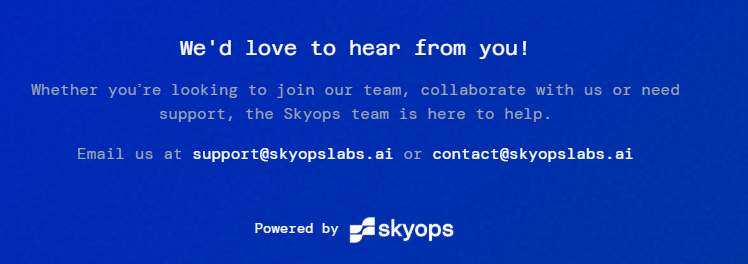 We'd love to hear from you!
Whether you’re looking to join our team, collaborate with us or need
support, the Skyops team is here to help.
Email us at support@skyopslabs.ai or contact@skyopslabs.ai
Powered by skyops